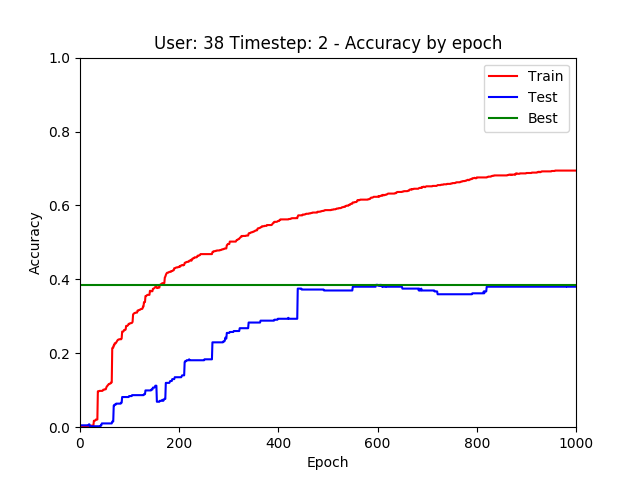 User: 38 Timestep: 2 - Accuracy by epoch
1.0
0.8
0.6
0.4
0.2
0.0
Accuracy
Train
Test
Best
0 200 400 600 800 1000
Epoch